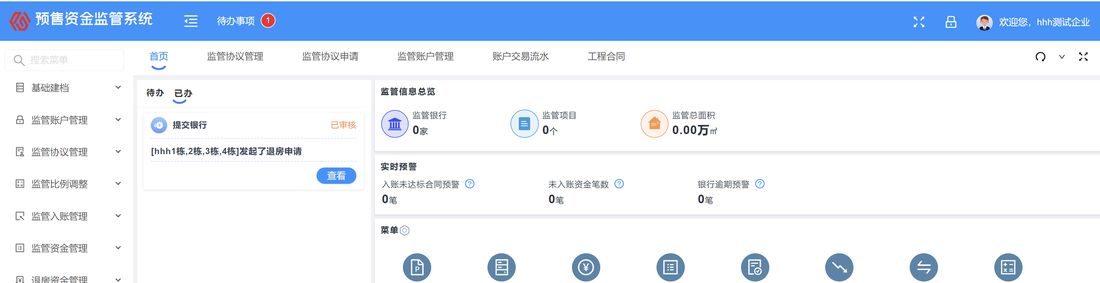 预售资金监管系统
待办事项 1
欢迎您，hhh测试企业
搜索菜单
首页 监管协议管理 监管协议申请 监管账户管理 账户交易流水 工程合同
基础建档
监管账户管理
监管协议管理
监管比例调整
监管入账管理
监管资金管理
退房资金管理
待办 已办
提交银行 已审核
[hhh1栋,2栋,3栋,4栋]发起了退房申请
查看
监管信息总览
监管银行 监管项目 监管总面积
0家 0个 0.00万㎡
实时预警
入账未达标合同预警 未入账资金笔数 银行逾期预警
0笔 0笔 0笔
菜单